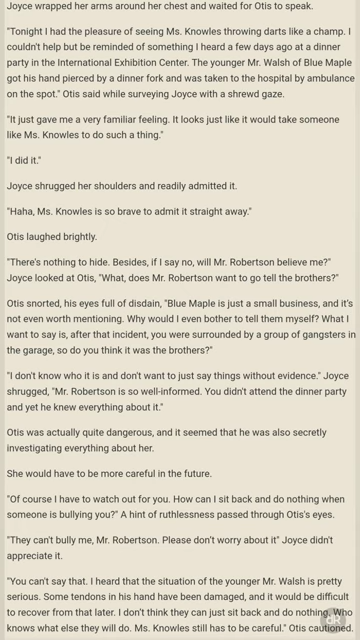 Joyce wrapped her arms around her chest and waited for Otis to speak.
"Tonight I had the pleasure of seeing Ms. Knowles throwing darts like a champ. I
couldn't help but be reminded of something I heard a few days ago at a dinner
party in the International Exhibition Center. The younger Mr. Walsh of Blue Maple
got his hand pierced by a dinner fork and was taken to the hospital by ambulance
on the spot." Otis said while surveying Joyce with a shrewd gaze.
"It just gave me a very familiar feeling. It looks just like it would take someone
like Ms. Knowles to do such a thing."
"I did it."
Joyce shrugged her shoulders and readily admitted it.
"Haha, Ms. Knowles is so brave to admit it straight away."
Otis laughed brightly.
"There's nothing to hide. Besides, if I say no, will Mr. Robertson believe me?"
Joyce looked at Otis, "What, does Mr. Robertson want to go tell the brothers?"
Otis snorted, his eyes full of disdain, "Blue Maple is just a small business, and it's
not even worth mentioning. Why would I even bother to tell them myself? What I
want to say is, after that incident, you were surrounded by a group of gangsters in
the garage, so do you think it was the brothers?"
"I don't know who it is and don't want to just say things without evidence." Joyce
shrugged, "Mr. Robertson is so well-informed. You didn't attend the dinner party
and yet he knew everything about it."
Otis was actually quite dangerous, and it seemed that he was also secretly
investigating everything about her.
She would have to be more careful in the future.
"Of course I have to watch out for you. How can I sit back and do nothing when
someone is bullying you?" A hint of ruthlessness passed through Otis's eyes.
"They can't bully me, Mr. Robertson. Please don't worry about it" Joyce didn't
appreciate it.
"You can't say that. I heard that the situation of the younger Mr. Walsh is pretty
serious. Some tendons in his hand have been damaged, and it would be difficult
to recover from that later. I don't think they can just sit back and do nothing. Who
knows what else they will do. Ms. Knowles still has to be careful." Otis cautioned.